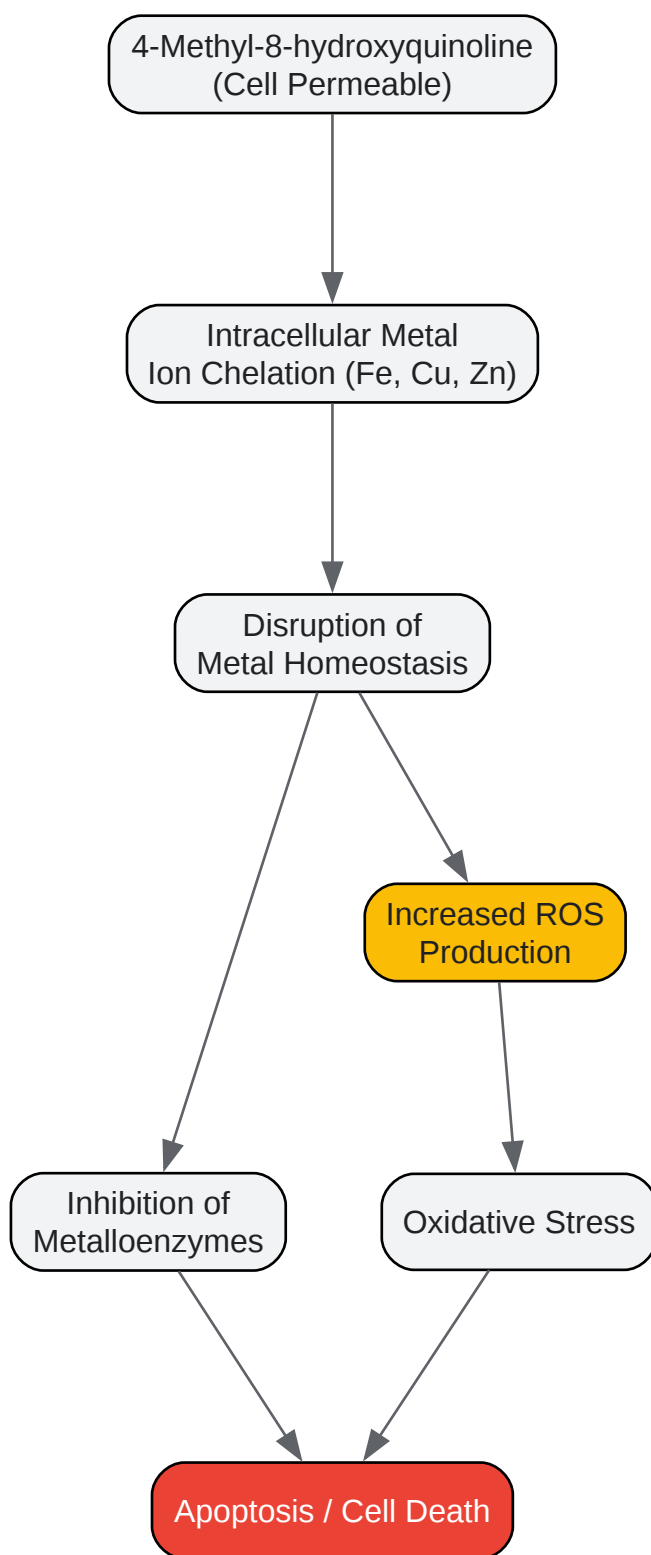 4-Methyl-8-hydroxyquinoline
(Cell Permeable)
Intracellular Metal
Ion Chelation (Fe, Cu, Zn)
Disruption of
Metal Homeostasis
Increased ROS
Production
Inhibition of
Metalloenzymes
Oxidative Stress
Apoptosis / Cell Death